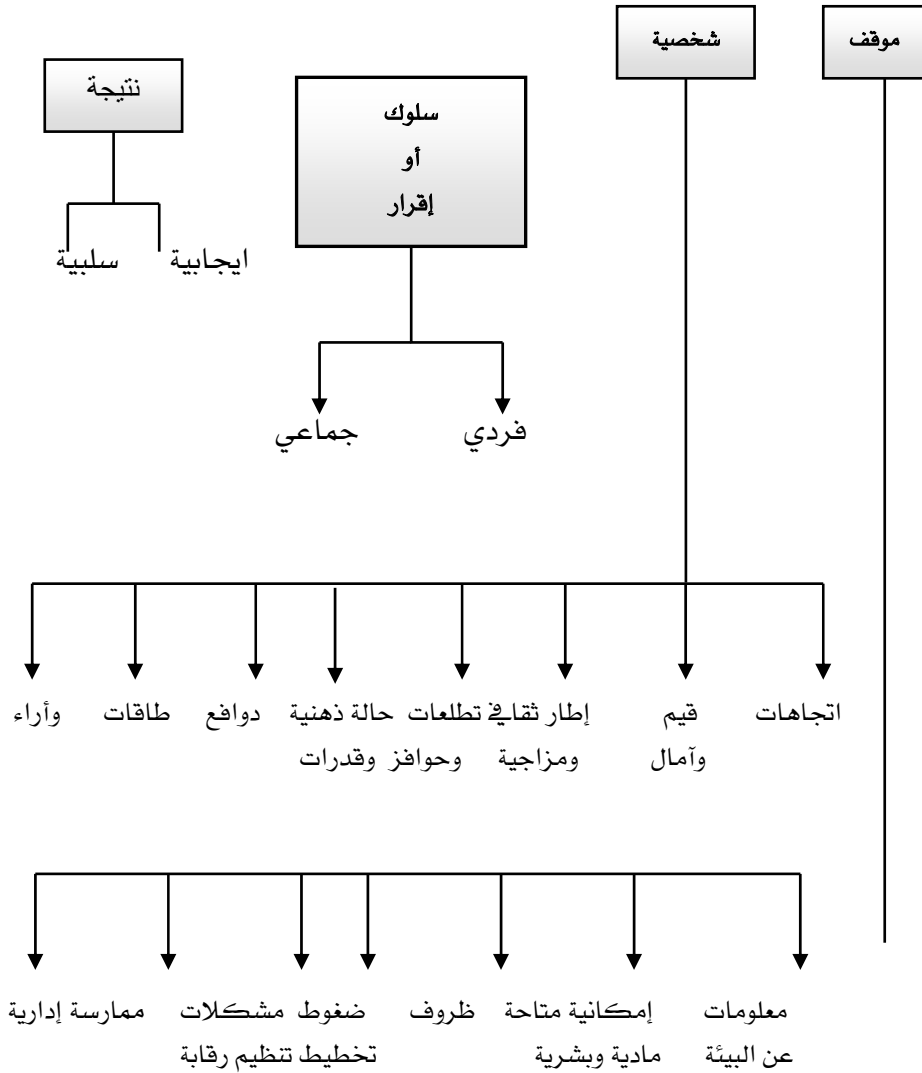 موقف
شخصية
سلوك
أو
إقرار
نتيجة
ايجابية سلبية
فردي جماعي
اتجاهات قيم إطار ثقافي تطلعات حالة ذهنية دوافع طاقات وأراء
وآمال ومزاجية وحوافز وقدرات
معلومات إمكانية متاحة ظروف ضغوط مشكلات ممارسة إدارية
عن البيئة مادية وبشرية تخطيط تنظيم رقابة